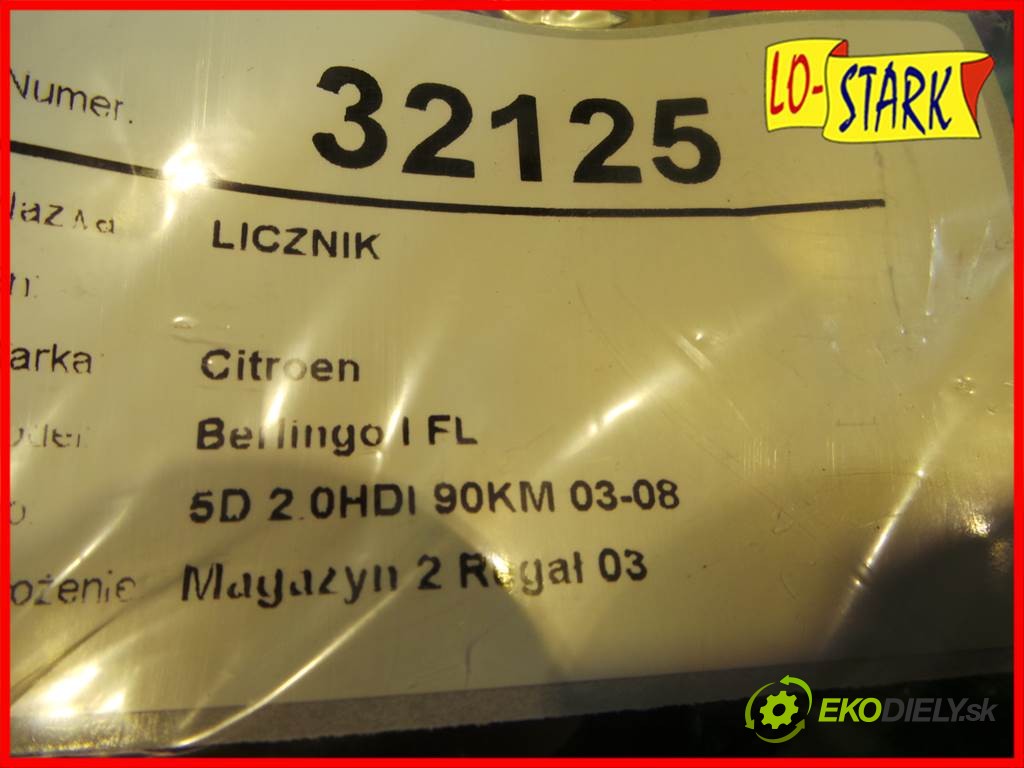 LO-STARK
Numer. 32125
LICZNIK
arka Citroen
Berlingo I FL
5D 2.0HDI 90KM 03-08
ożenie Magazyn 2 Regał 03
EKODIELY.sk